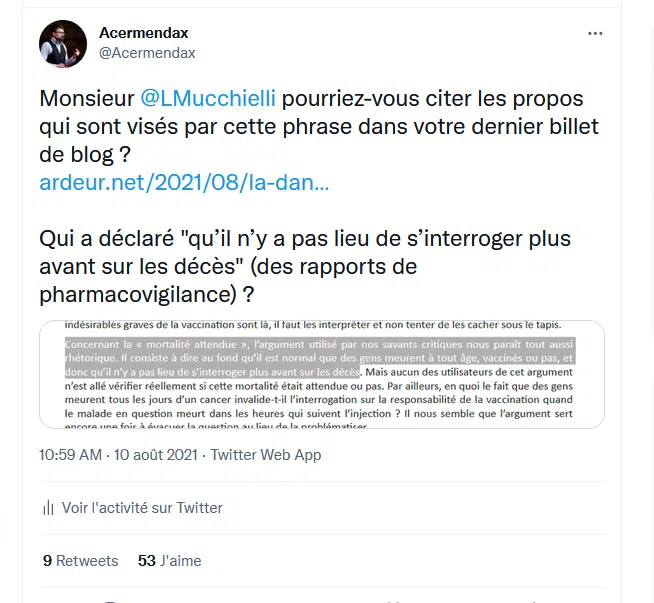 Acermendax
@Acermendax
Monsieur @LMucchielli pourriez-vous citer les propos
qui sont visés par cette phrase dans votre dernier billet
de blog ?
ardeur.net/2021/08/la-dan...
Qui a déclaré "qu’il n’y a pas lieu de s’interroger plus
avant sur les décès" (des rapports de
pharmacovigilance) ?
indésirables graves de la vaccination sont là, il faut les interpréter et non tenter de les cacher sous le tapis.
Concernant la « mortalité attendue », l’argument utilisé par nos savants critiques nous paraît tout aussi
rhétorique. Il consiste à dire au fond qu’il est normal que des gens meurent à tout âge, vaccinés ou pas, et
donc qu’il n’y a pas lieu de s’interroger plus avant sur les décès. Mais aucun des utilisateurs de cet argument
n’est allé vérifier réellement si cette mortalité était attendue ou pas. Par ailleurs, en quoi le fait que des gens
meurent tous les jours d’un cancer invalide-t-il l’interrogation sur la responsabilité de la vaccination quand
le malade en question meurt dans les heures qui suivent l’injection ? Il nous semble que l’argument sert
encore une fois à évacuer la question au lieu de la problématiser.
10:59 AM · 10 août 2021 · Twitter Web App
Voir l'activité sur Twitter
9 Retweets 53 J'aime